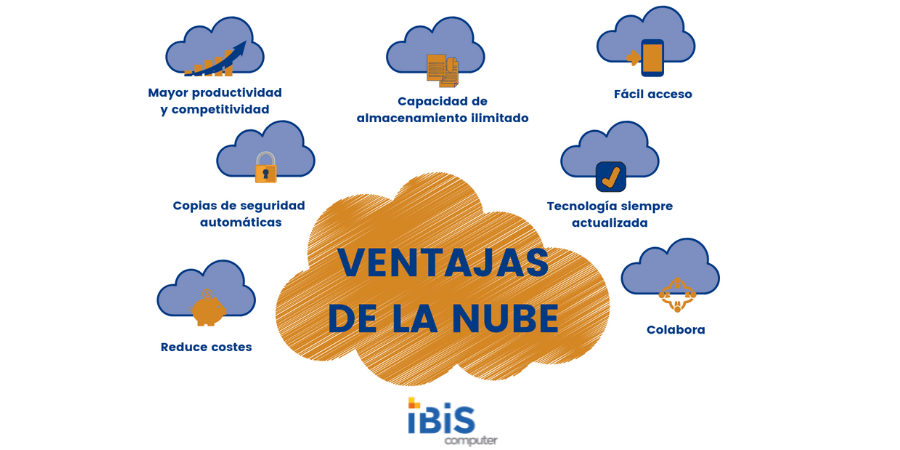 Mayor productividad
y competitividad
Capacidad de
almacenamiento ilimitado
Fácil acceso
Copias de seguridad
automáticas
Tecnología siempre
actualizada
VENTAJAS
DE LA NUBE
Reduce costes
Colabora
iBiS
computer